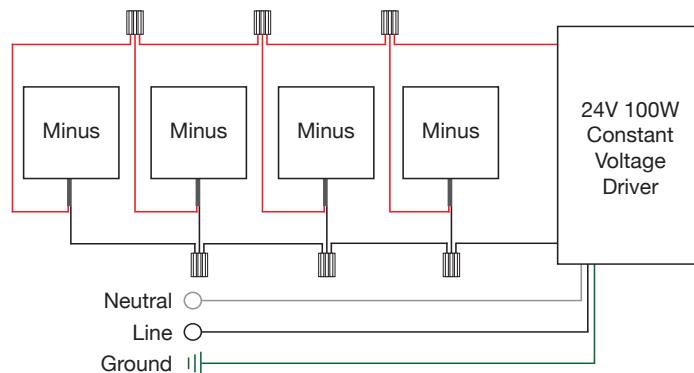 Minus
Minus
Minus
Minus
24V 100W
Constant
Voltage
Driver
Neutral
Line
Ground